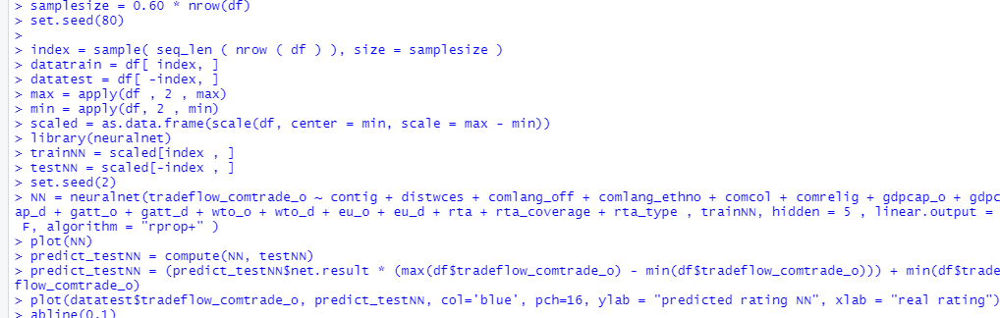 > samplesize = 0.60 * nrow(df)
> set.seed(80)
>
> index = sample( seq_len ( nrow ( df ) ), size = samplesize )
> datatrain = df[ index, ]
> datatest = df[ -index, ]
> max = apply(df , 2 , max)
> min = apply(df, 2 , min)
> scaled = as.data.frame(scale(df, center = min, scale = max - min))
> library(neuralnet)
> trainNN = scaled[index , ]
> testNN = scaled[-index , ]
> set.seed(2)
> NN = neuralnet(tradeflow_comtrade_o ~ contig + distwces + comlang_off + comlang_ethno + comcol + comrelig + gdpcap_o + gdpc
ap_d + gatt_o + gatt_d + wto_o + wto_d + eu_o + eu_d + rta + rta_coverage + rta_type , trainNN, hidden = 5 , linear.output =
F, algorithm = "rprop+" )
> plot(NN)
> predict_testNN = compute(NN, testNN)
> predict_testNN = (predict_testNN$net.result * (max(df$tradeflow_comtrade_o) - min(df$tradeflow_comtrade_o))) + min(df$trade
flow_comtrade_o)
> plot(datatest$tradeflow_comtrade_o, predict_testNN, col='blue', pch=16, ylab = "predicted rating NN", xlab = "real rating")
> abline(0,1)